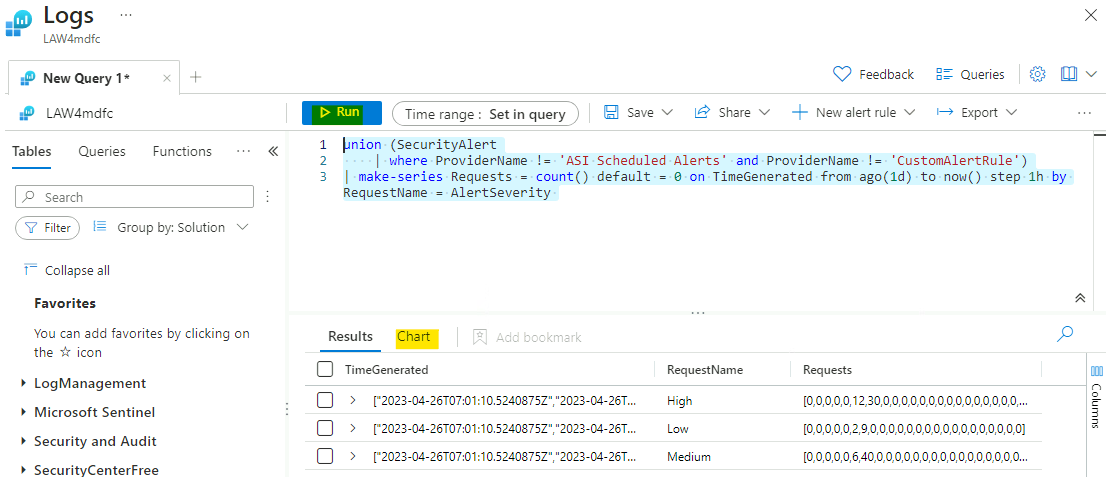 Logs ...
LAW4mdfc
New Query 1*
Feedback
Queries
LAW4mdfc
Run
Time range : Set in query
Save
Share
New alert rule
Export
...
Tables
Queries
Functions
...
Search
Filter
Group by: Solution
Collapse all
Favorites
You can add favorites by clicking on
the ☆ icon
LogManagement
Microsoft Sentinel
Security and Audit
SecurityCenterFree
1 union (SecurityAlert
2 | where ProviderName != 'ASI Scheduled Alerts' and ProviderName != 'CustomAlertRule')
3 | make-series Requests = count() default = 0 on TimeGenerated from ago(1d) to now() step 1h by
RequestName = AlertSeverity
...
Results
Chart
Add bookmark
TimeGenerated RequestName Requests
["2023-04-26T07:01:10.5240875Z","2023-04-26T... High [0,0,0,0,0,12,30,0,0,0,0,0,0,0,0,0,0,0,0,0,0,0,0,...
["2023-04-26T07:01:10.5240875Z","2023-04-26T... Low [0,0,0,0,0,2,9,0,0,0,0,0,0,0,0,0,0,0,0,0,0,0,0,0]
["2023-04-26T07:01:10.5240875Z","2023-04-26T... Medium [0,0,0,0,0,6,40,0,0,0,0,0,0,0,0,0,0,0,0,0,0,0,0,0...
Columns